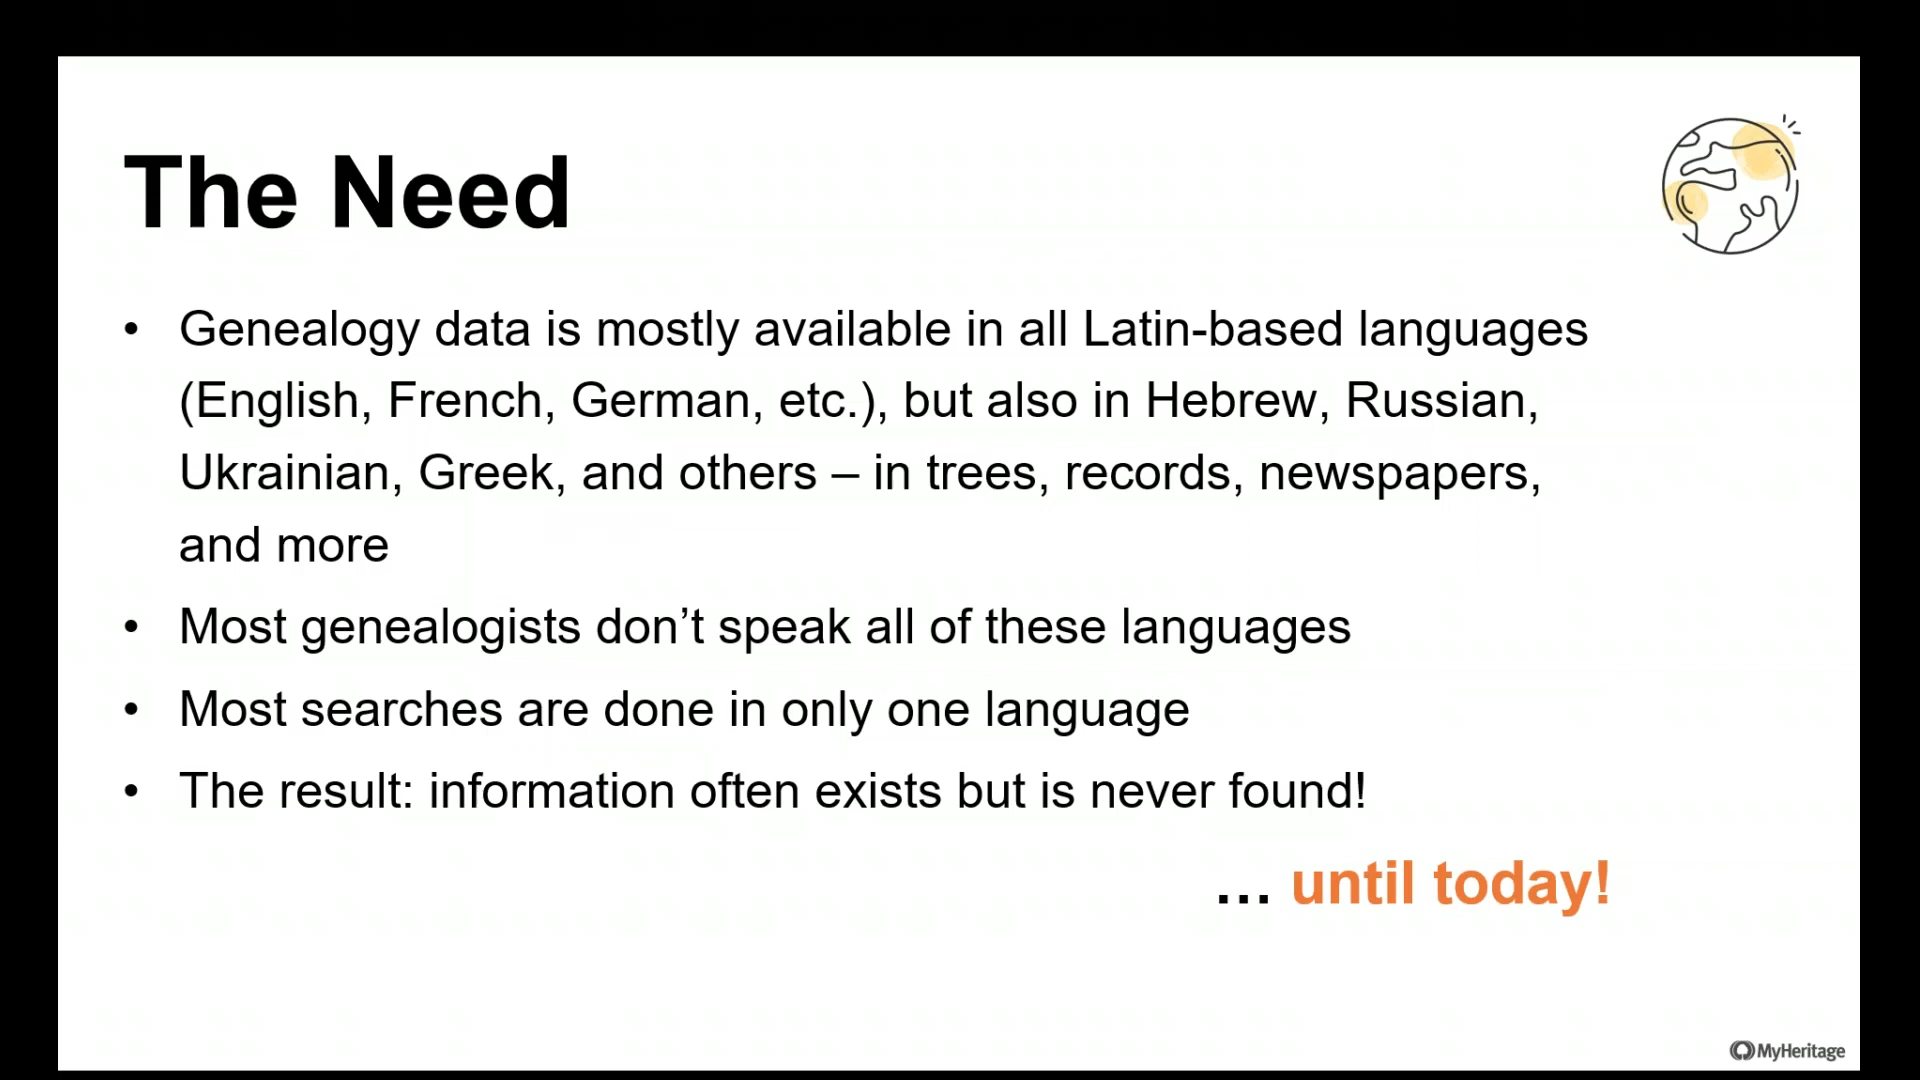 The Need
• Genealogy data is mostly available in all Latin-based languages
(English, French, German, etc.), but also in Hebrew, Russian,
Ukrainian, Greek, and others – in trees, records, newspapers,
and more
• Most genealogists don’t speak all of these languages
• Most searches are done in only one language
• The result: information often exists but is never found!
… until today!
MyHeritage